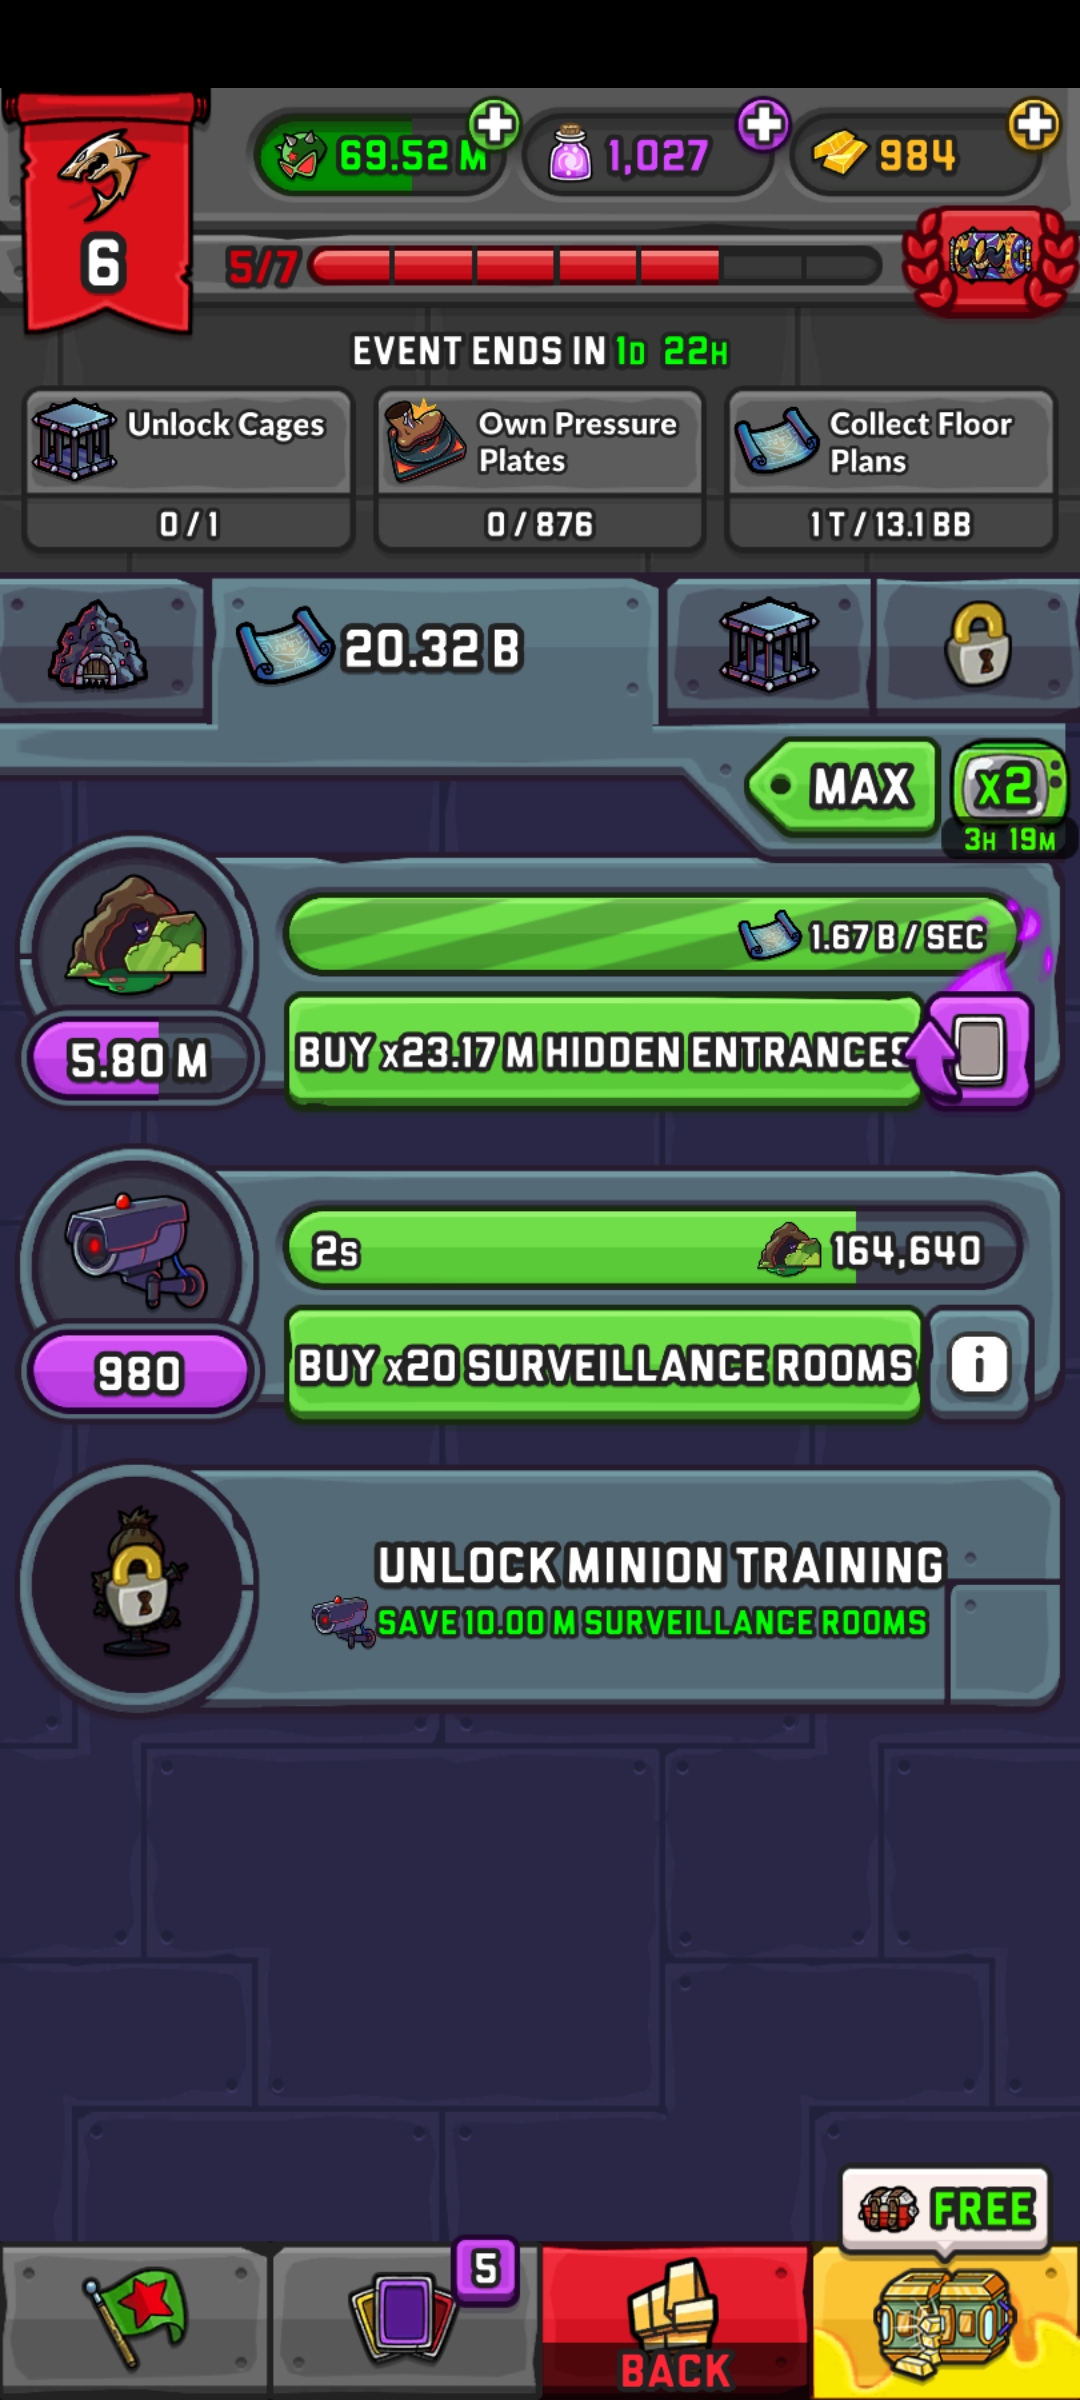 69.52 M
1,027
984
6
5/7
EVENT ENDS IN 1D 22H
Unlock Cages
0 / 1
Own Pressure
Plates
0 / 876
Collect Floor
Plans
1 T / 13.1 BB
20.32 B
MAX
x2
3H 19M
1.67 B / SEC
BUY x23.17 M HIDDEN ENTRANCES
5.80 M
2s
164,640
BUY x20 SURVEILLANCE ROOMS
i
980
UNLOCK MINION TRAINING
SAVE 10.00 M SURVEILLANCE ROOMS
FREE
5
BACK